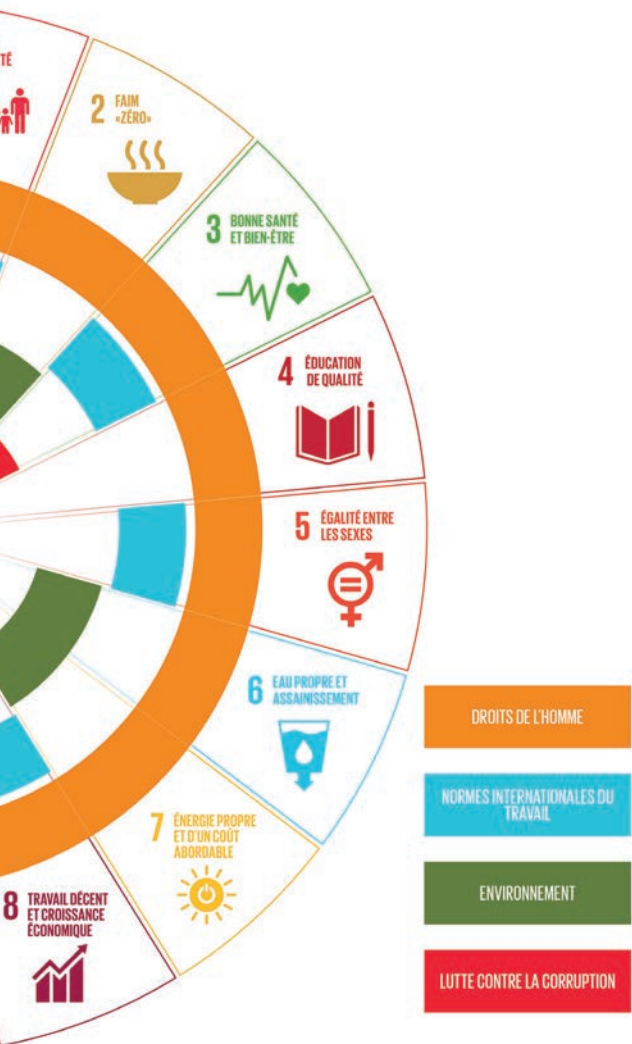 TÉ
2 FAIM
«ZÉRO»
3 BONNE SANTÉ
ET BIEN-ÊTRE
4 ÉDUCATION
DE QUALITÉ
5 ÉGALITÉ ENTRE
LES SEXES
6 EAU PROPRE ET
ASSAINISSEMENT
7 ÉNERGIE PROPRE
ET D'UN COÛT
ABORDABLE
8 TRAVAIL DÉCENT
ET CROISSANCE
ÉCONOMIQUE
DROITS DE L'HOMME
NORMES INTERNATIONALES DU
TRAVAIL
ENVIRONNEMENT
LUTTE CONTRE LA CORRUPTION